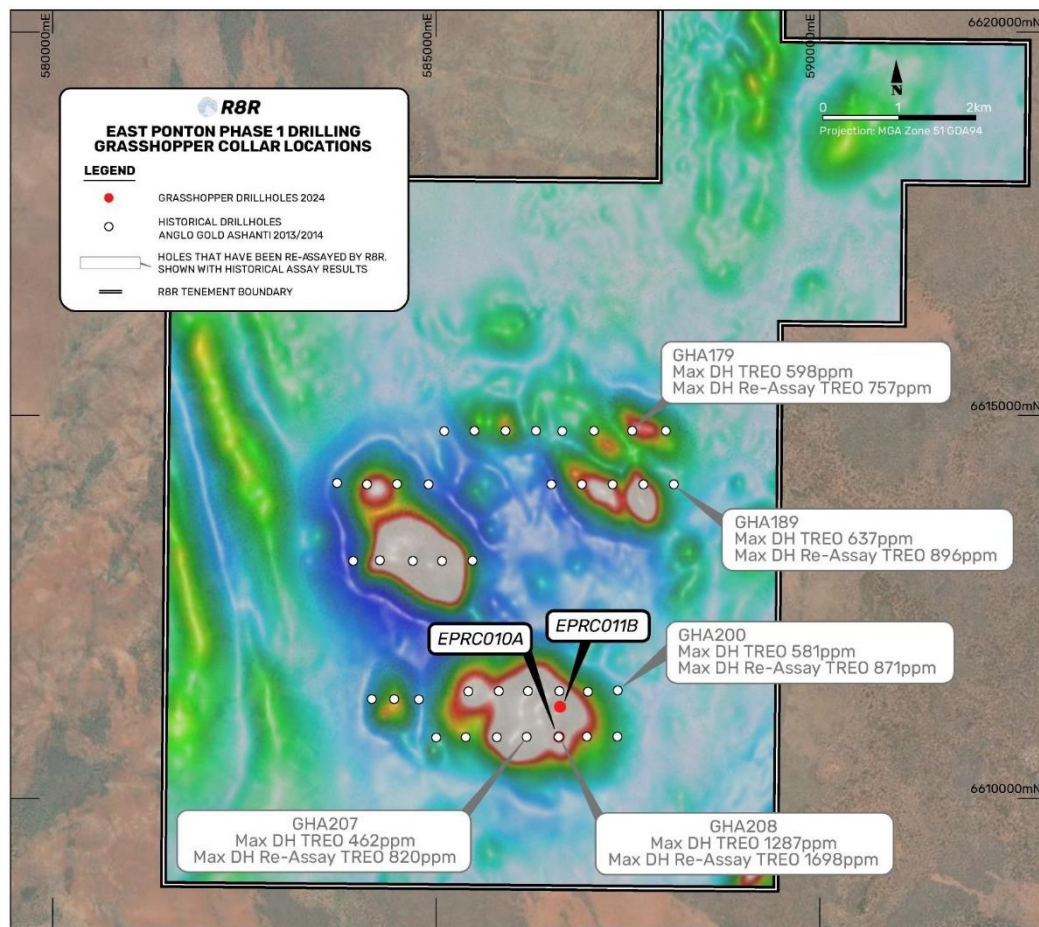 580000mE
585000mE
590000mE
6620000mN
R8R
EAST PONTON PHASE 1 DRILLING
GRASSHOPPER COLLAR LOCATIONS
LEGEND
GRASSHOPPER DRILLHOLES 2024
HISTORICAL DRILLHOLES
ANGLO GOLD ASHANTI 2013/2014
HOLES THAT HAVE BEEN RE-ASSAYED BY R8R.
SHOWN WITH HISTORICAL ASSAY RESULTS
R8R TENEMENT BOUNDARY
N
0 1 2km
Projection: MGA Zone 51 GDA94
GHA179
Max DH TREO 598ppm
Max DH Re-Assay TREO 757ppm
6615000mN
GHA189
Max DH TREO 637ppm
Max DH Re-Assay TREO 896ppm
EPRC010A
EPRC011B
GHA200
Max DH TREO 581ppm
Max DH Re-Assay TREO 871ppm
6610000mN
GHA207
Max DH TREO 462ppm
Max DH Re-Assay TREO 820ppm
GHA208
Max DH TREO 1287ppm
Max DH Re-Assay TREO 1698ppm